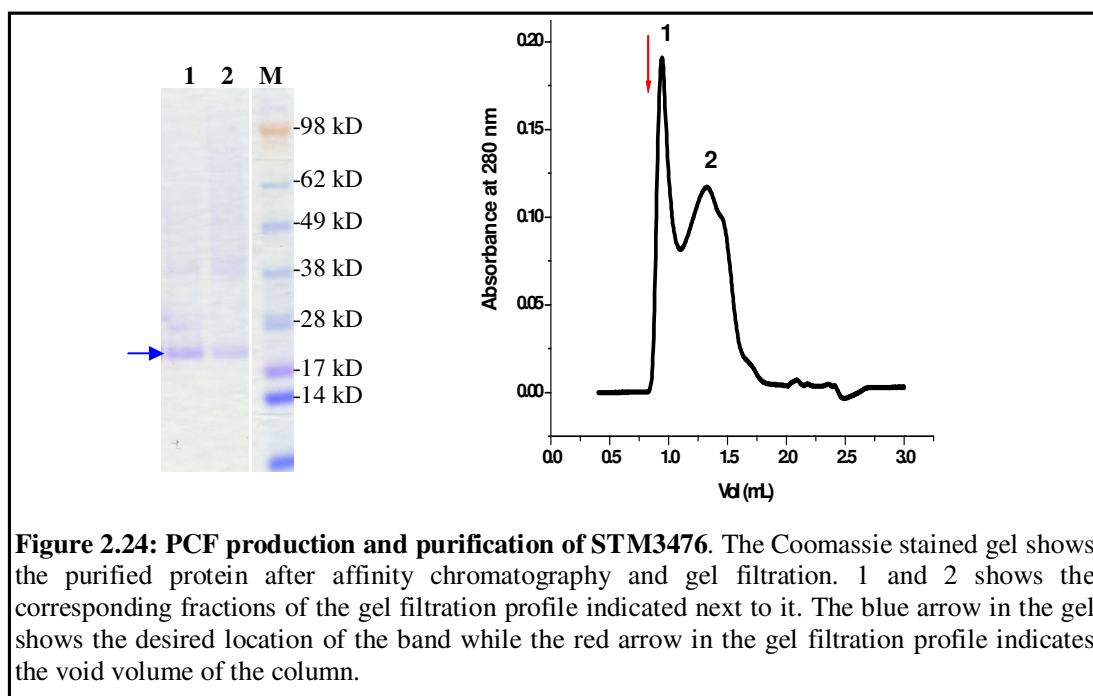 1 2 M
-98 kD
-62 kD
-49 kD
-38 kD
-28 kD
-17 kD
-14 kD
1
2
Absorbance at 280 nm
0.20
0.15
0.10
0.05
0.00
0.0 0.5 1.0 1.5 2.0 2.5 3.0
Vol (mL)
Figure 2.24: PCF production and purification of STM3476. The Coomassie stained gel shows
the purified protein after affinity chromatography and gel filtration. 1 and 2 shows the
corresponding fractions of the gel filtration profile indicated next to it. The blue arrow in the gel
shows the desired location of the band while the red arrow in the gel filtration profile indicates
the void volume of the column.